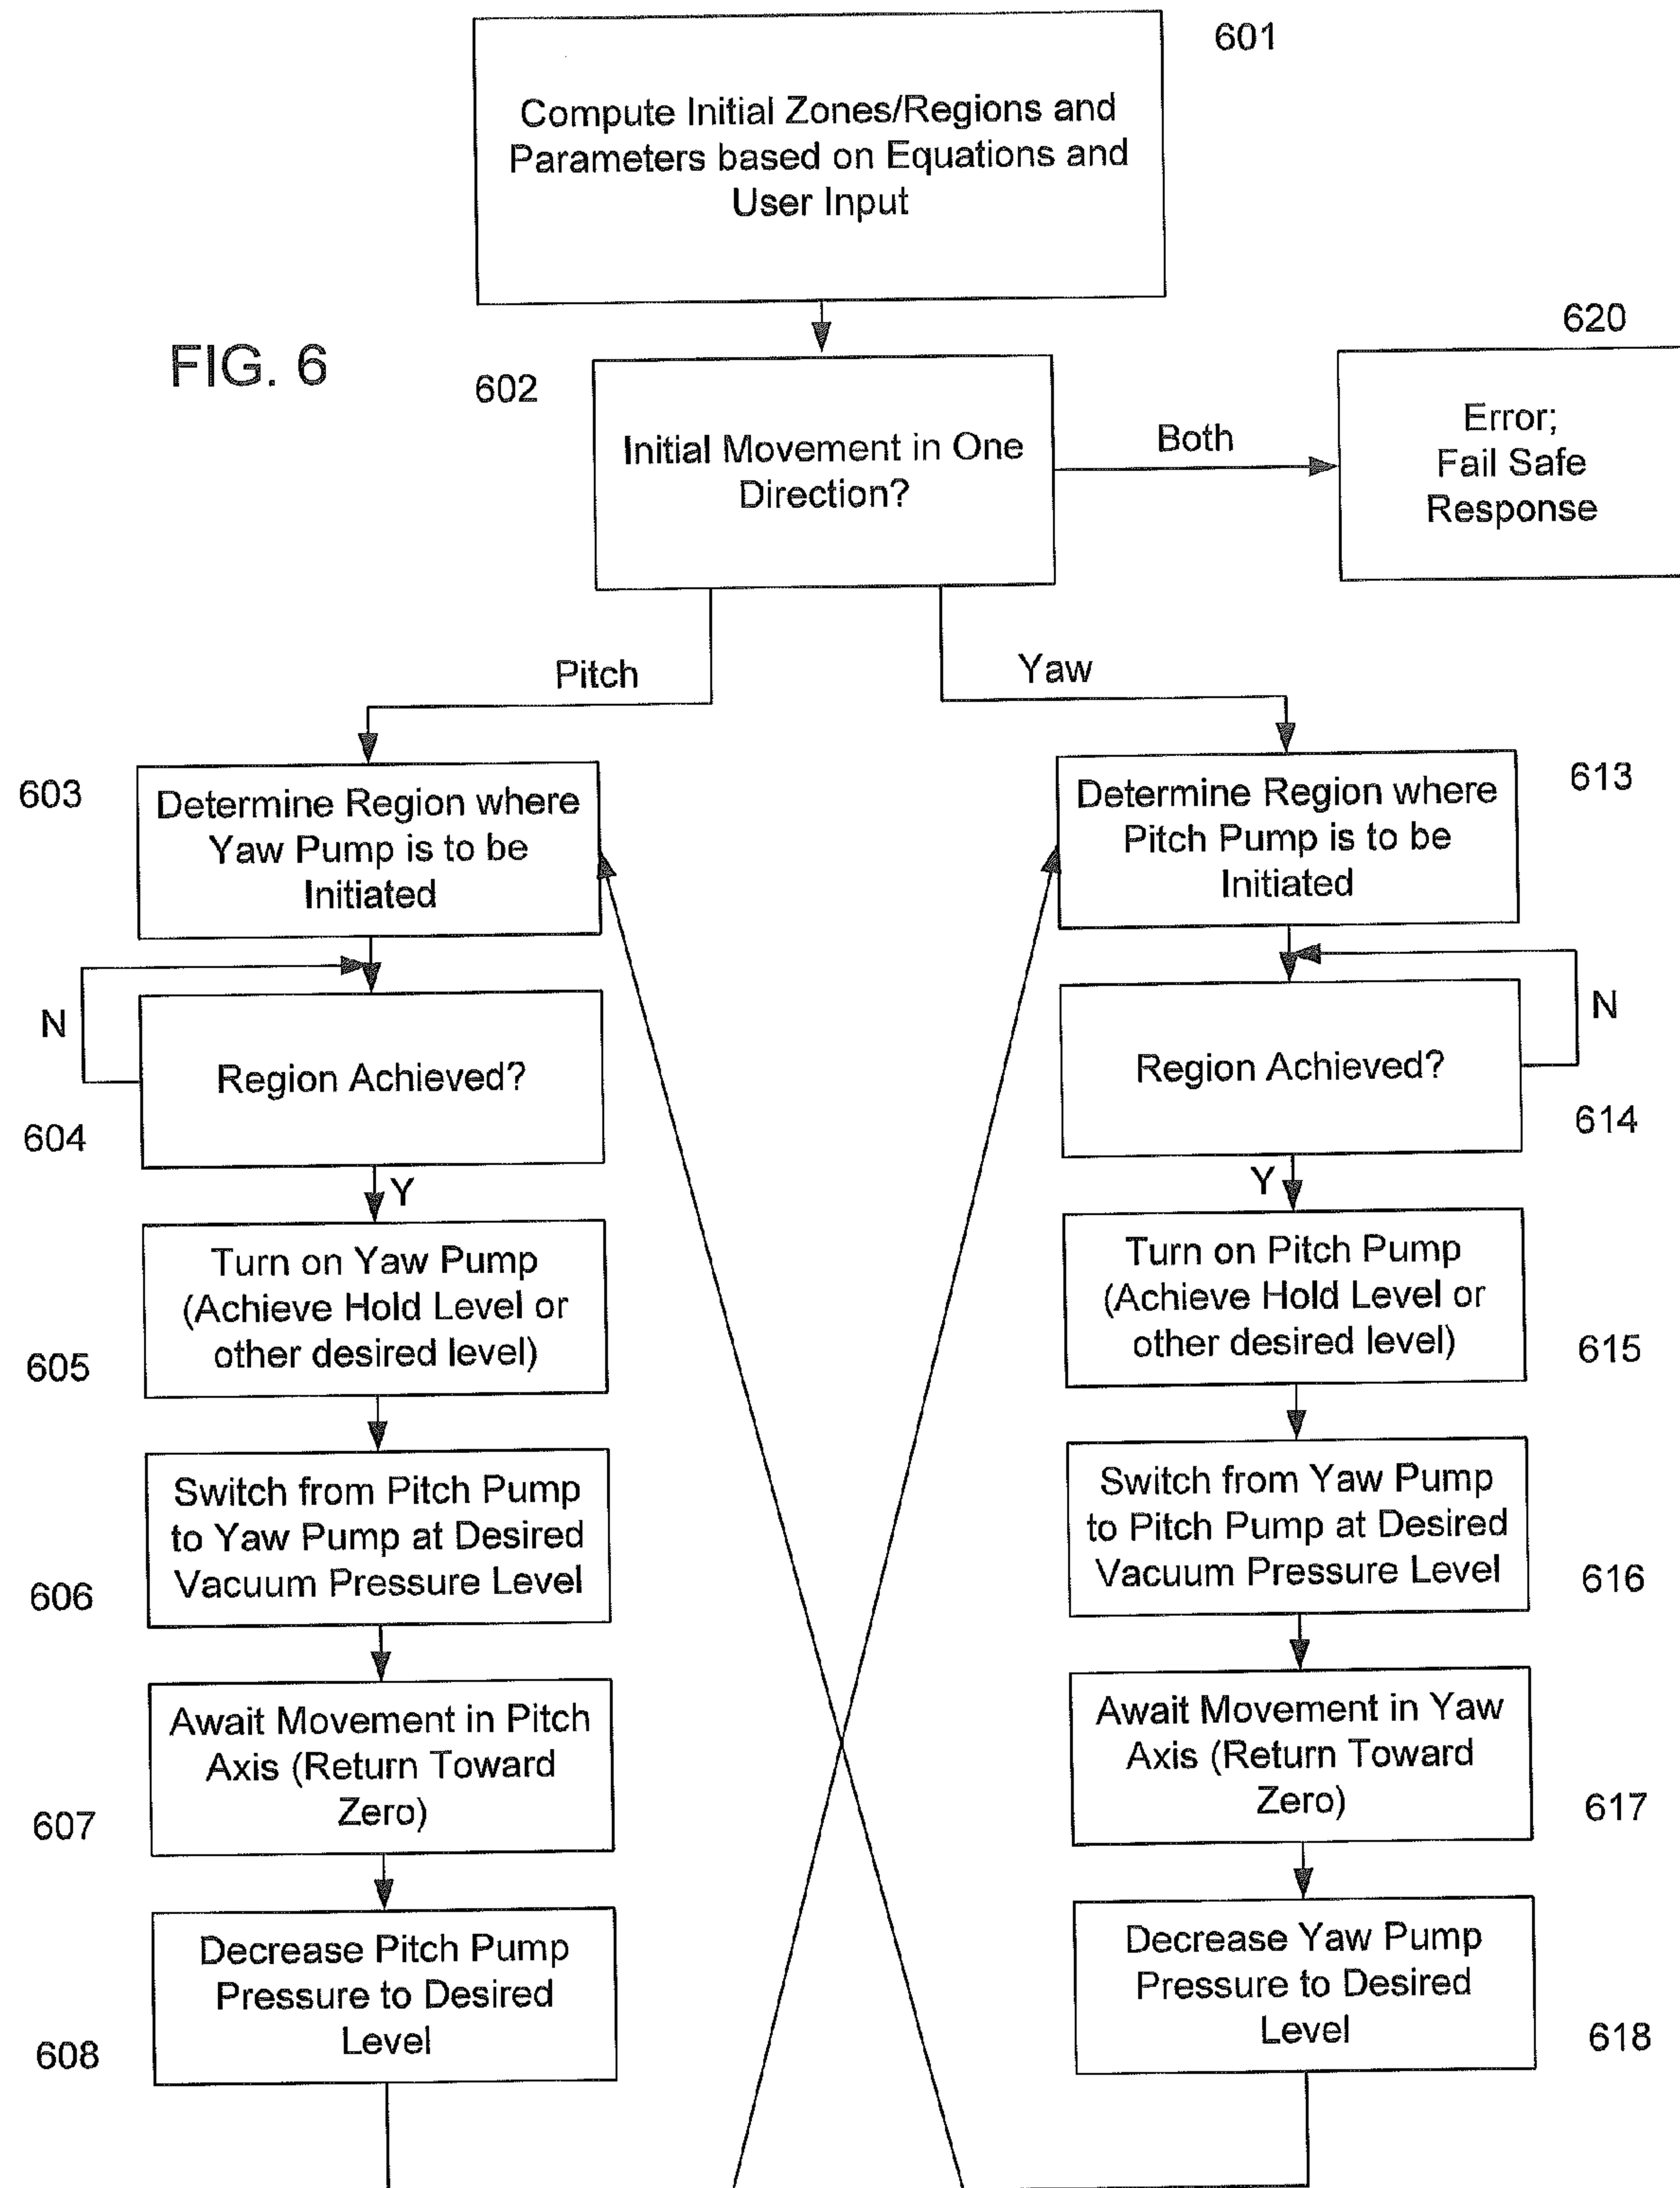 601
Compute Initial Zones/Regions and
Parameters based on Equations and
User Input
FIG. 6
602
Initial Movement in One
Direction?
Both
620
Error;
Fail Safe
Response
Pitch
Yaw
603
Determine Region where
Yaw Pump is to be
Initiated
N
Region Achieved?
604
Y
Turn on Yaw Pump
(Achieve Hold Level or
other desired level)
605
Switch from Pitch Pump
to Yaw Pump at Desired
Vacuum Pressure Level
606
Await Movement in Pitch
Axis (Return Toward
Zero)
607
Decrease Pitch Pump
Pressure to Desired
Level
608
613
Determine Region where
Pitch Pump is to be
Initiated
N
Region Achieved?
614
Y
Turn on Pitch Pump
(Achieve Hold Level or
other desired level)
615
Switch from Yaw Pump
to Pitch Pump at Desired
Vacuum Pressure Level
616
Await Movement in Yaw
Axis (Return Toward
Zero)
617
Decrease Yaw Pump
Pressure to Desired
Level
618